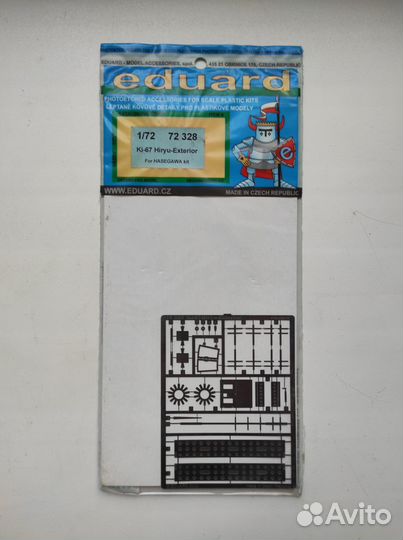 EDUARD - MODEL ACCESSORIES, spol. 435 21 OBRNICE 170, CZECH REPUBLIC
eduard
PHOTOETCHED ACCESSORIES FOR SCALE PLASTIC KITS
LEPTANÉ KOVOVÉ DETAILY PRO PLASTIKOVÉ MODELY
1/72 72 328
Ki-67 Hiryu-Exterior
For HASEGAWA kit
e
WWW.EDUARD.CZ
MADE IN CZECH REPUBLIC
Avito